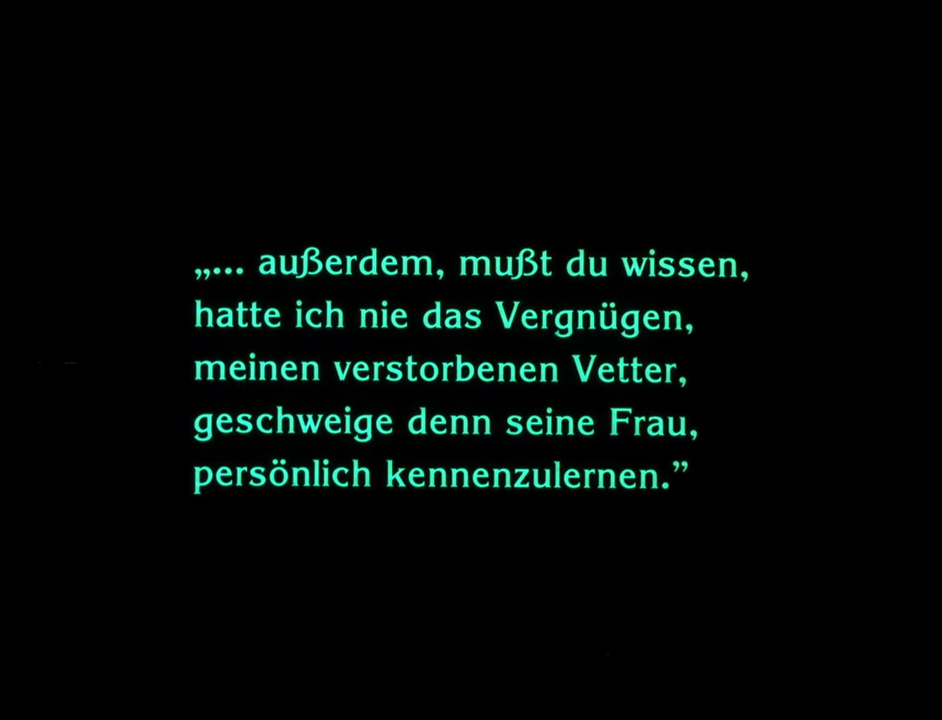 „... außerdem, mußt du wissen,
hatte ich nie das Vergnügen,
meinen verstorbenen Vetter,
geschweige denn seine Frau,
persönlich kennenzulernen.”